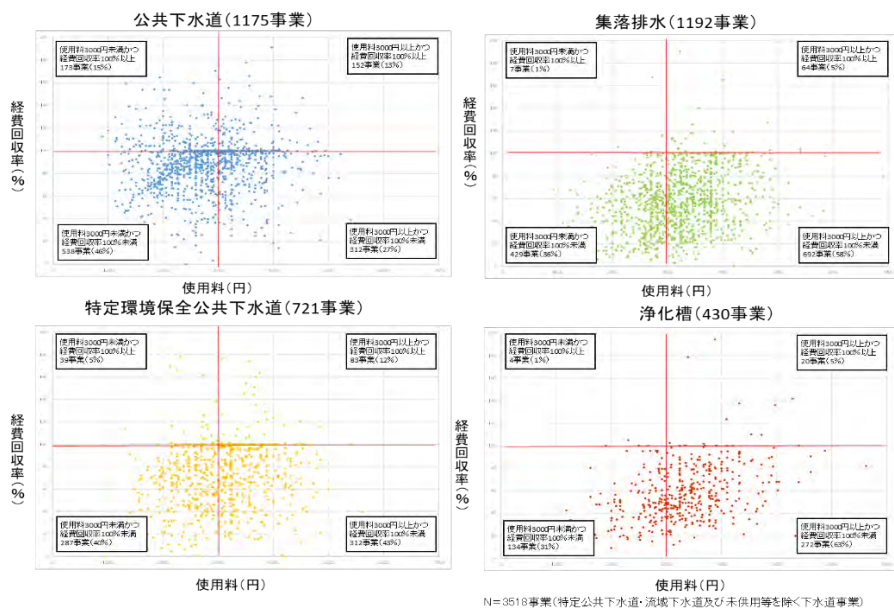 公共下水道(1175事業)
使用料3000円未満かつ
経費回収率100%以上
173事業(15%)
使用料3000円以上かつ
経費回収率100%以上
152事業(13%)
経費回収率(%)
使用料3000円未満かつ
経費回収率100%未満
538事業(46%)
使用料3000円以上かつ
経費回収率100%未満
312事業(27%)
使用料(円)
集落排水(1192事業)
使用料3000円未満かつ
経費回収率100%以上
7事業(1%)
使用料3000円以上かつ
経費回収率100%以上
64事業(5%)
経費回収率(%)
使用料3000円未満かつ
経費回収率100%未満
429事業(36%)
使用料3000円以上かつ
経費回収率100%未満
692事業(58%)
使用料(円)
特定環境保全公共下水道(721事業)
使用料3000円未満かつ
経費回収率100%以上
39事業(5%)
使用料3000円以上かつ
経費回収率100%以上
83事業(12%)
経費回収率(%)
使用料3000円未満かつ
経費回収率100%未満
287事業(40%)
使用料3000円以上かつ
経費回収率100%未満
312事業(43%)
使用料(円)
浄化槽(430事業)
使用料3000円未満かつ
経費回収率100%以上
4事業(1%)
使用料3000円以上かつ
経費回収率100%以上
20事業(5%)
経費回収率(%)
使用料3000円未満かつ
経費回収率100%未満
134事業(31%)
使用料3000円以上かつ
経費回収率100%未満
272事業(63%)
使用料(円)
N=3518事業(特定公共下水道・流域下水道及び未供用等を除く下水道事業)